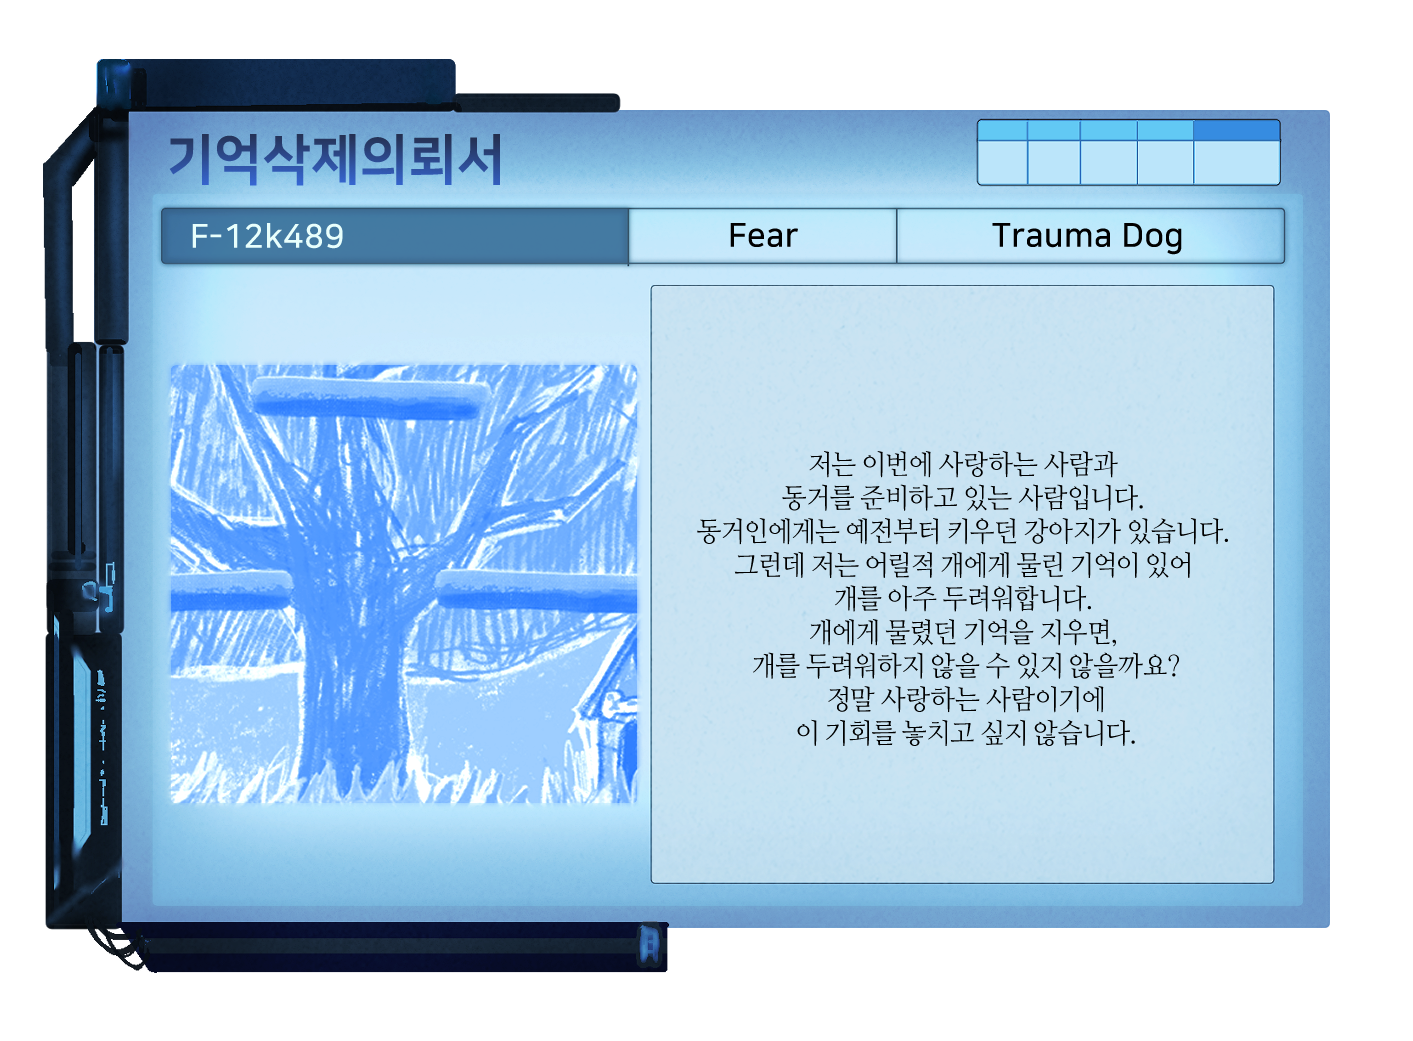 기억삭제의뢰서
F-12k489
Fear
Trauma Dog
저는 이번에 사랑하는 사람과
동거를 준비하고 있는 사람입니다.
동거인에게는 예전부터 키우던 강아지가 있습니다.
그런데 저는 어릴적 개에게 물린 기억이 있어
개를 아주 두려워합니다.
개에게 물렸던 기억을 지우면,
개를 두려워하지 않을 수 있지 않을까요?
정말 사랑하는 사람이기에
이 기회를 놓치고 싶지 않습니다.